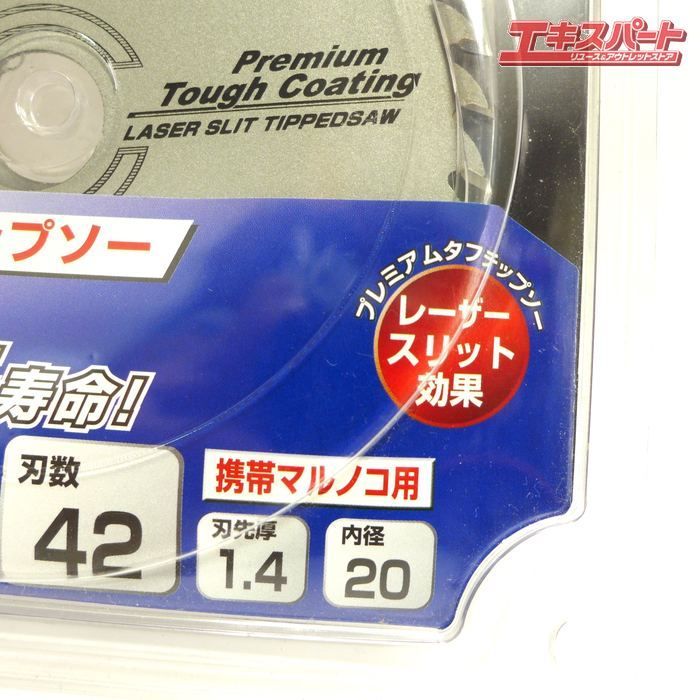 エキスパート
リユース&アウトレットストア
Premium
Tough Coating
LASER SLIT TIPPEDSAW
プソー
プレミアムタフチップソー
レーザー
スリット
効果
寿命!
刃数
42
携帯マルノコ用
刃先厚
1.4
内径
20